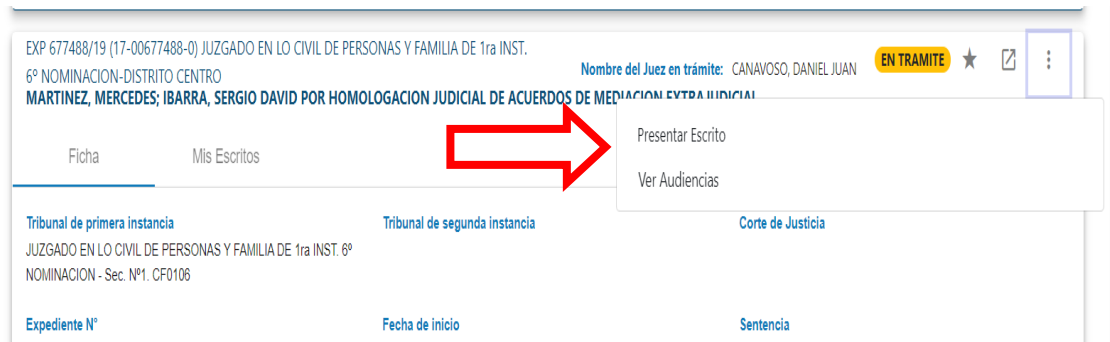 EXP 677488/19 (17-00677488-0) JUZGADO EN LO CIVIL DE PERSONAS Y FAMILIA DE 1ra INST.
6º NOMINACION-DISTRITO CENTRO
Nombre del Juez en trámite: CANAVOSO, DANIEL JUAN
EN TRAMITE
MARTINEZ, MERCEDES; IBARRA, SERGIO DAVID POR HOMOLOGACION JUDICIAL DE ACUERDOS DE MEDIACION EXTRAJUDICIAL
Presentar Escrito
Ver Audiencias
Ficha
Mis Escritos
Tribunal de primera instancia
JUZGADO EN LO CIVIL DE PERSONAS Y FAMILIA DE 1ra INST. 6º
NOMINACION - Sec. Nº1. CF0106
Tribunal de segunda instancia
Corte de Justicia
Expediente N°
Fecha de inicio
Sentencia